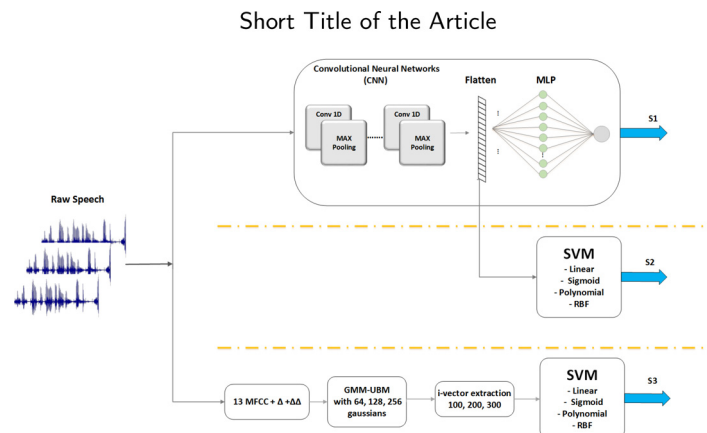 Short Title of the Article
Convolutional Neural Networks
(CNN)
Flatten
MLP
Conv 1D
MAX
Pooling
Conv 1D
MAX
Pooling
S1
Raw Speech
SVM
- Linear
- Sigmoid
- Polynomial
- RBF
S2
13 MFCC + Δ +ΔΔ
GMM-UBM
with 64, 128, 256
gaussians
i-vector extraction
100, 200, 300
SVM
- Linear
- Sigmoid
- Polynomial
- RBF
S3